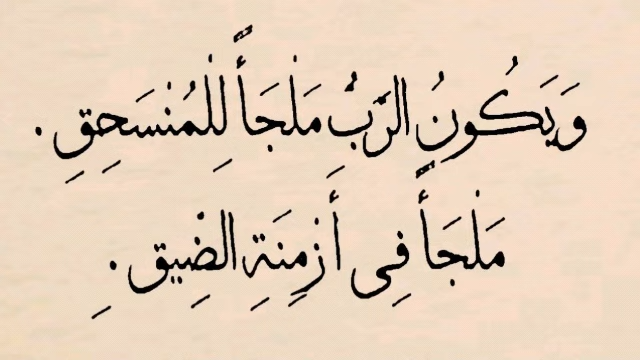 وَيَكُونُ الرَّبُّ مَلْجَأً لِلْمُنْسَحِقِ.
مَلْجَأً فِى أَزْمِنَةِ الضِّيقِ.